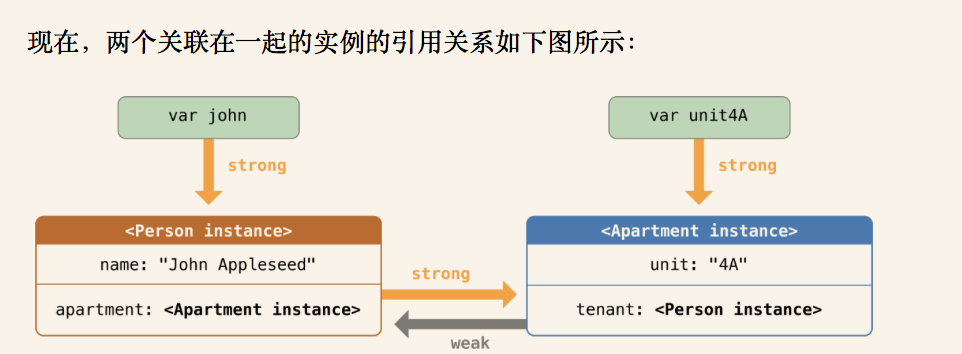 现在，两个关联在一起的实例的引用关系如下图所示：
var john
var unit4A
strong
strong
<Person instance>
<Apartment instance>
name: "John Appleseed"
unit: "4A"
strong
apartment: <Apartment instance>
tenant: <Person instance>
weak